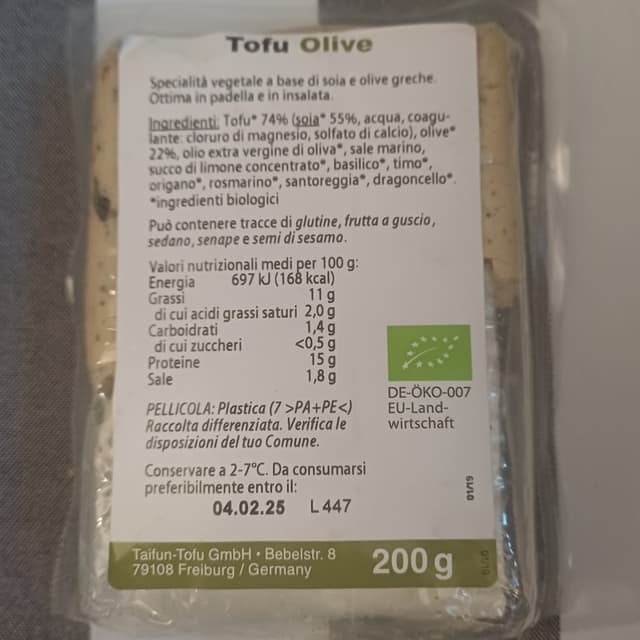 Tofu Olive
Specialità vegetale a base di soia e olive greche.
Ottima in padella e in insalata.
Ingredienti: Tofu* 74% (soia* 55%, acqua, coagu-
lante: cloruro di magnesio, solfato di calcio), olive*
22%, olio extra vergine di oliva*, sale marino,
succo di limone concentrato*, basilico*, timo*,
origano*, rosmarino*, santoreggia*, dragoncello*.
*ingredienti biologici
Può contenere tracce di glutine, frutta a guscio,
sedano, senape e semi di sesamo.
Valori nutrizionali medi per 100 g:
Energia 697 kJ (168 kcal)
Grassi 11 g
di cui acidi grassi saturi 2,0 g
Carboidrati 1,4 g
di cui zuccheri <0,5 g
Proteine 15 g
Sale 1,8 g
DE-ÖKO-007
EU-Land-
wirtschaft
PELLICOLA: Plastica (7 >PA+PE<)
Raccolta differenziata. Verifica le
disposizioni del tuo Comune.
Conservare a 2-7°C. Da consumarsi
preferibilmente entro il:
04.02.25 L447
01/19
Taifun-Tofu GmbH • Bebelstr. 8
79108 Freiburg / Germany
200 g